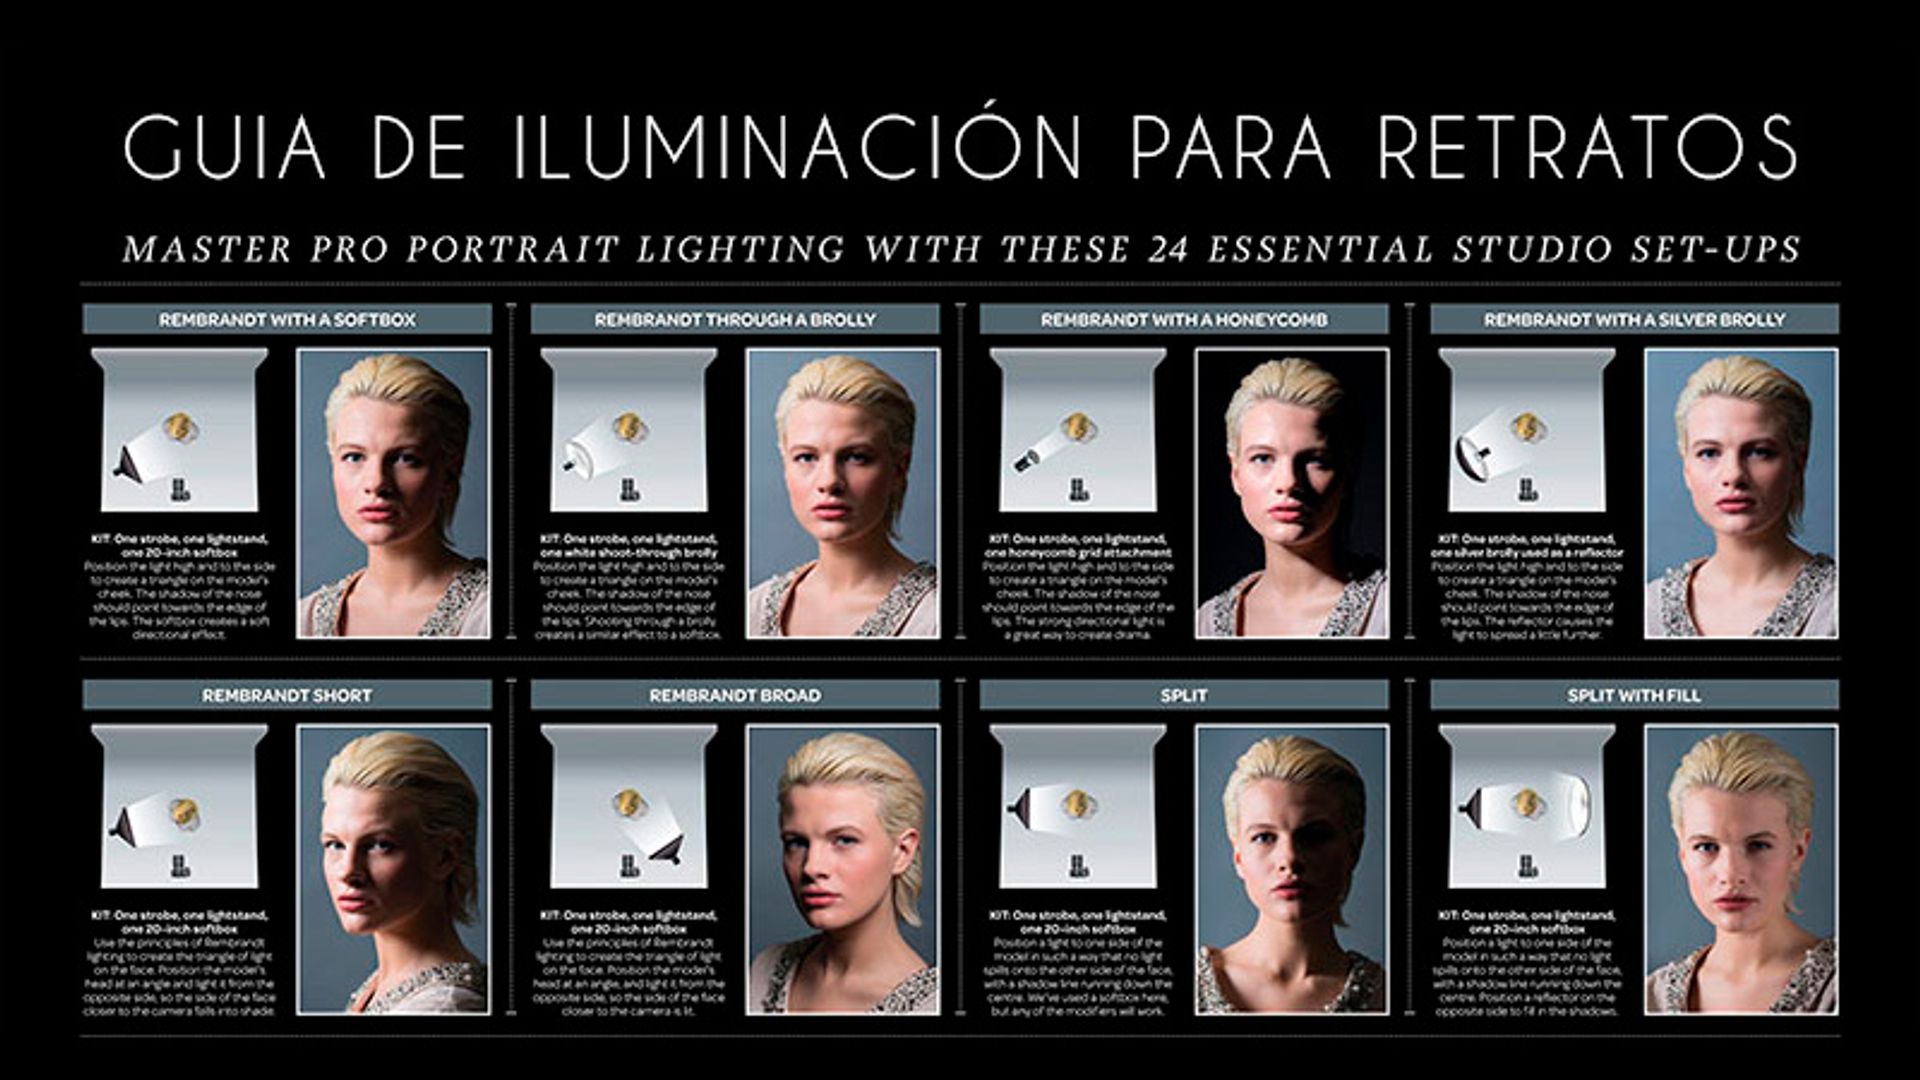 GUIA DE ILUMINACIÓN PARA RETRATOS
MASTER PRO PORTRAIT LIGHTING WITH THESE 24 ESSENTIAL STUDIO SET-UPS
REMBRANDT WITH A SOFTBOX
KIT: One strobe, one lightstand,
one 20-inch softbox
Position the light high and to the side
to create a triangle on the model's
cheek. The shadow of the nose
should point towards the edge of
the lips. The softbox creates a soft
directional effect.
REMBRANDT THROUGH A BROLLY
KIT: One strobe, one lightstand,
one white shoot-through brolly
Position the light high and to the side
to create a triangle on the model's
cheek. The shadow of the nose
should point towards the edge of
the lips. Shooting through a brolly
creates a similar effect to a softbox.
REMBRANDT WITH A HONEYCOMB
KIT: One strobe, one lightstand,
one honeycomb grid attachment
Position the light high and to the side
to create a triangle on the model's
cheek. The shadow of the nose
should point towards the edge of the
lips. The strong directional light is
a great way to create drama.
REMBRANDT WITH A SILVER BROLLY
KIT: One strobe, one lightstand,
one silver brolly used as a reflector
Position the light high and to the side
to create a triangle on the model's
cheek. The shadow of the nose
should point towards the edge of
the lips. The reflector causes the
light to spread a little further.
REMBRANDT SHORT
KIT: One strobe, one lightstand,
one 20-inch softbox
Use the principles of Rembrandt
lighting to create the triangle of light
on the face. Position the model's
head at an angle and light it from the
opposite side, so the side of the face
closer to the camera falls into shade.
REMBRANDT BROAD
KIT: One strobe, one lightstand,
one 20-inch softbox
Use the principles of Rembrandt
lighting to create the triangle of light
on the face. Position the model's
head at an angle, and light it from the
opposite side, so the side of the face
closer to the camera is lit.
SPLIT
KIT: One strobe, one lightstand,
one 20-inch softbox
Position a light to one side of the
model in such a way that no light
spills onto the other side of the face,
with a shadow line running down the
centre. We've used a softbox here,
but any of the modifiers will work.
SPLIT WITH FILL
KIT: One strobe, one lightstand,
one 20-inch softbox
Position a light to one side of the
model in such a way that no light
spills onto the other side of the face,
with a shadow line running down the
centre. Position a reflector on the
opposite side to fill in the shadows.